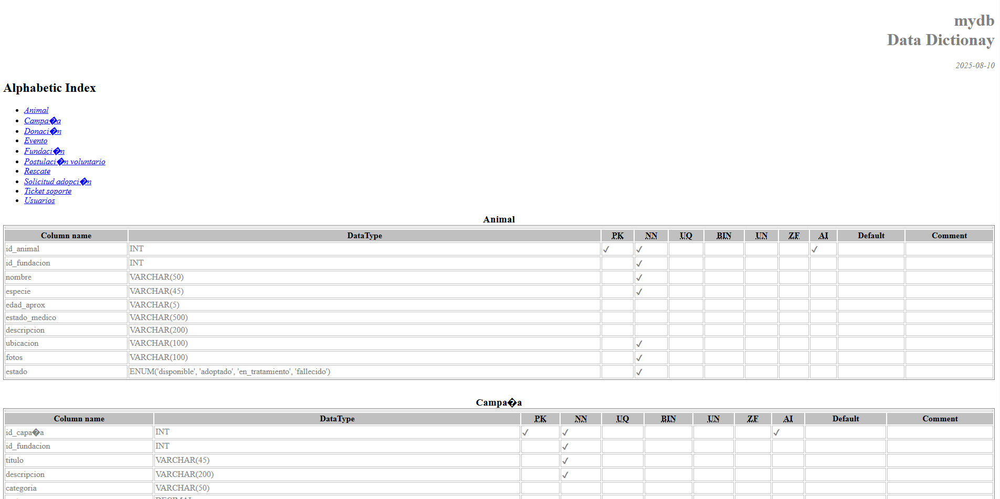 mydb
Data Dictionay
2025-08-10
Alphabetic Index
Animal
Campa�a
Donaci�n
Evento
Fundaci�n
Postulaci�n voluntario
Rescate
Solicitud adopci�n
Ticket soporte
Usuarios
Animal
Column name DataType PK NN UQ BIN UN ZF AI Default Comment
id_animal INT ✓ ✓ ✓
id_fundacion INT ✓
nombre VARCHAR(50) ✓
especie VARCHAR(45) ✓
edad_aprox VARCHAR(5)
estado_medico VARCHAR(500)
descripcion VARCHAR(200)
ubicacion VARCHAR(100) ✓
fotos VARCHAR(100) ✓
estado ENUM('disponible', 'adoptado', 'en_tratamiento', 'fallecido') ✓
Campa�a
Column name DataType PK NN UQ BIN UN ZF AI Default Comment
id_capa�a INT ✓ ✓ ✓
id_fundacion INT ✓
titulo VARCHAR(45) ✓
descripcion VARCHAR(200) ✓
categoria VARCHAR(50)